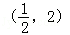 (1/2, 2)